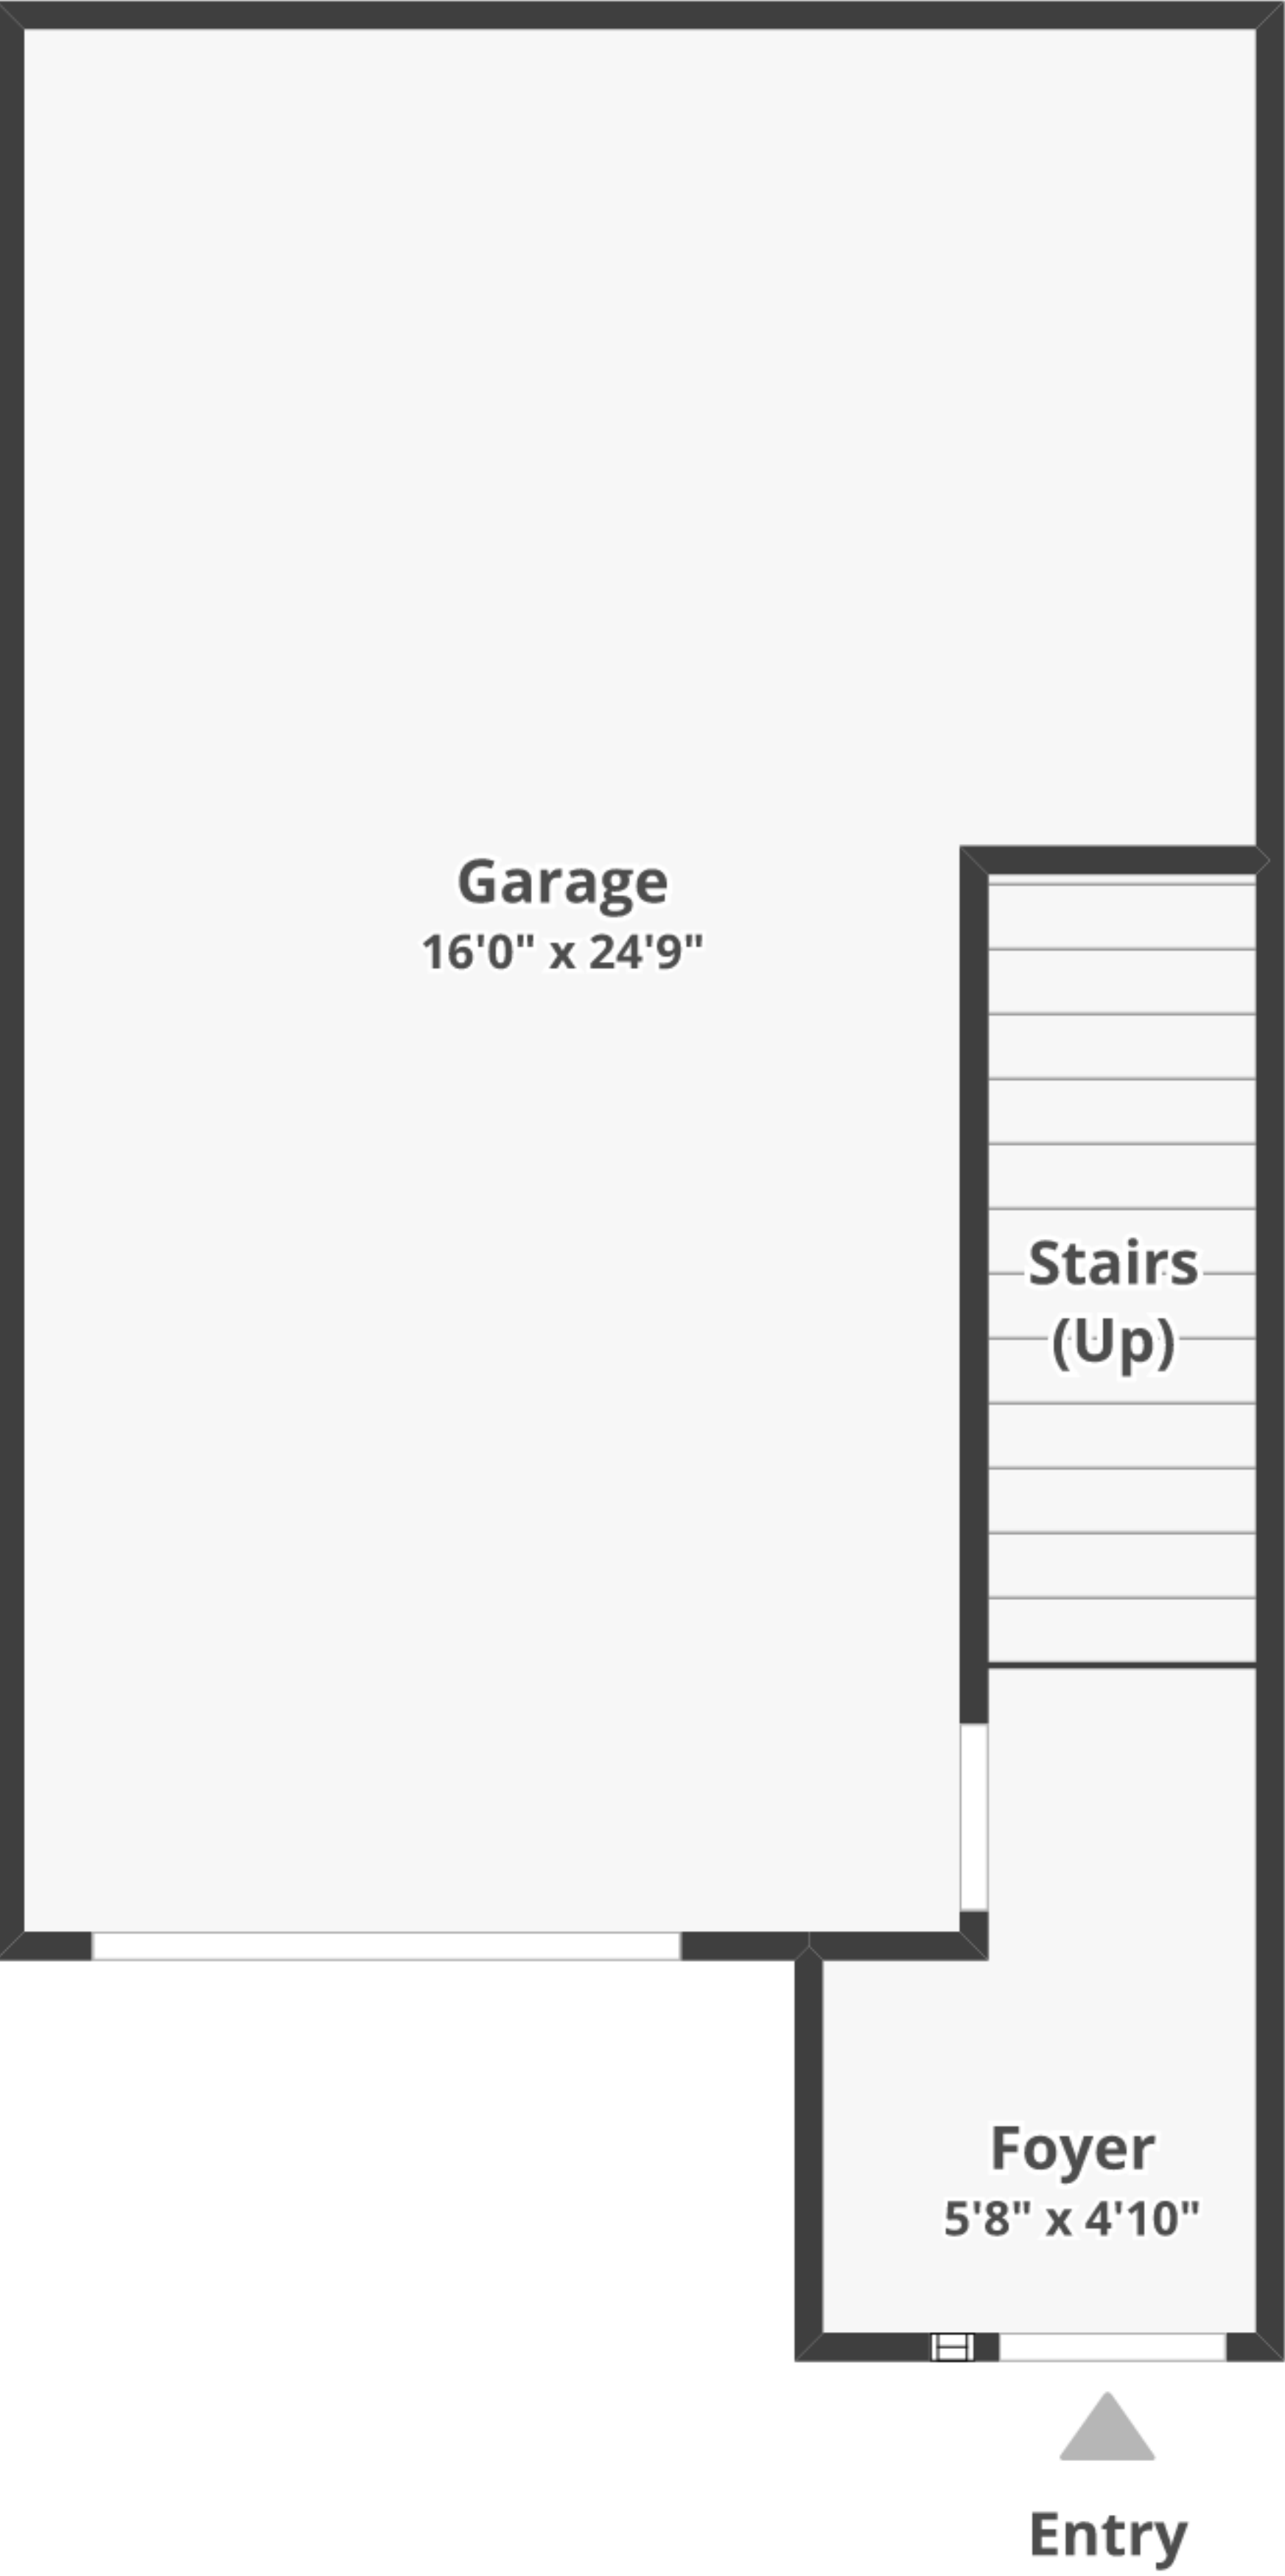 Garage
16'0" x 24'9"
Stairs
(Up)
Foyer
5'8" x 4'10"
Entry